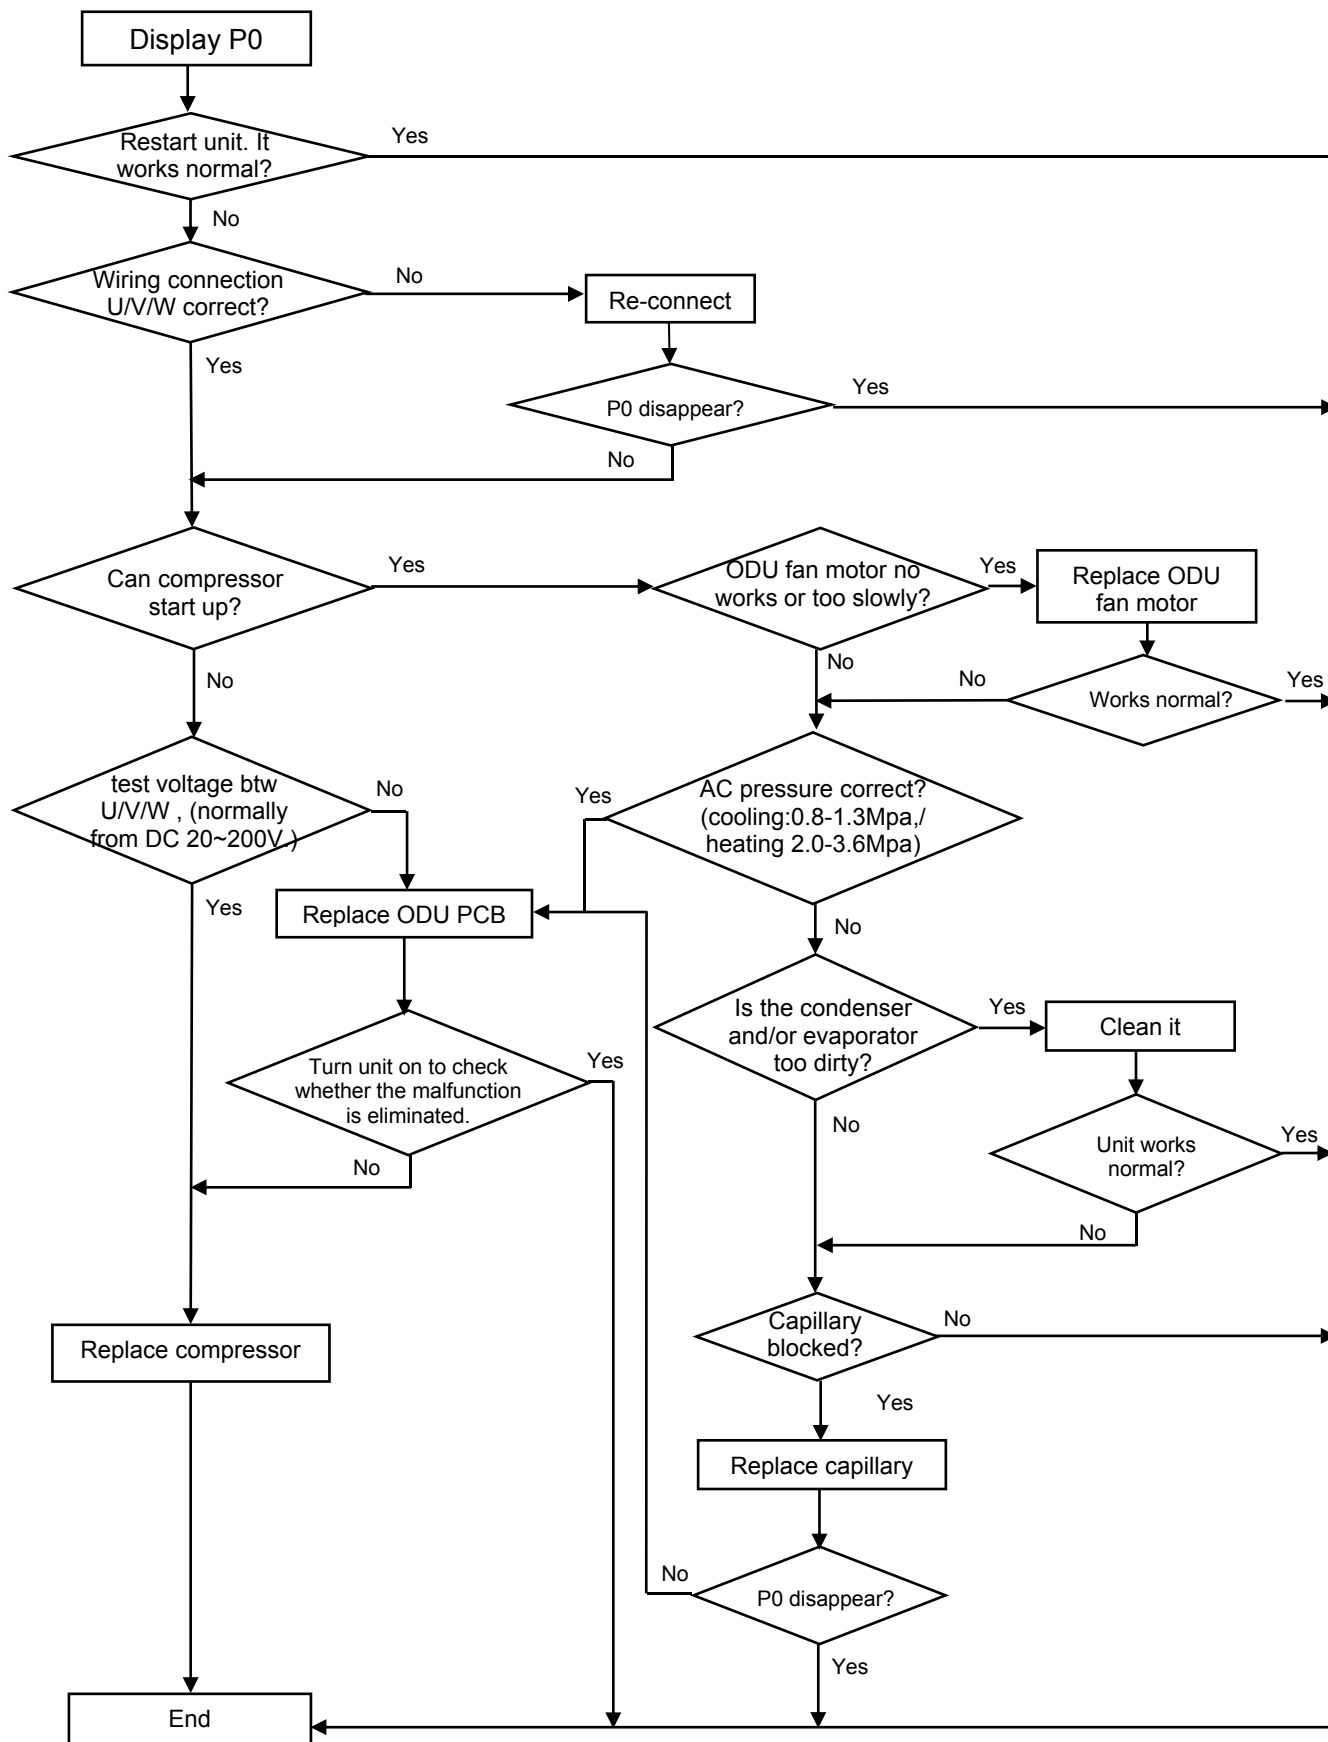 Display P0
Restart unit. It
works normal?
Yes
No
Wiring connection
U/V/W correct?
No
Re-connect
Yes
P0 disappear?
Yes
No
Can compressor
start up?
Yes
ODU fan motor no
works or too slowly?
Yes
Replace ODU
fan motor
No
No
No
Works normal?
Yes
test voltage btw
U/V/W , (normally
from DC 20~200V.)
No
Yes
AC pressure correct?
(cooling:0.8-1.3Mpa,/
heating 2.0-3.6Mpa)
Yes
Replace ODU PCB
No
Is the condenser
and/or evaporator
too dirty?
Yes
Clean it
Turn unit on to check
whether the malfunction
is eliminated.
Yes
No
No
Unit works
normal?
Yes
No
Capillary
blocked?
No
Replace compressor
Yes
Replace capillary
No
P0 disappear?
Yes
End